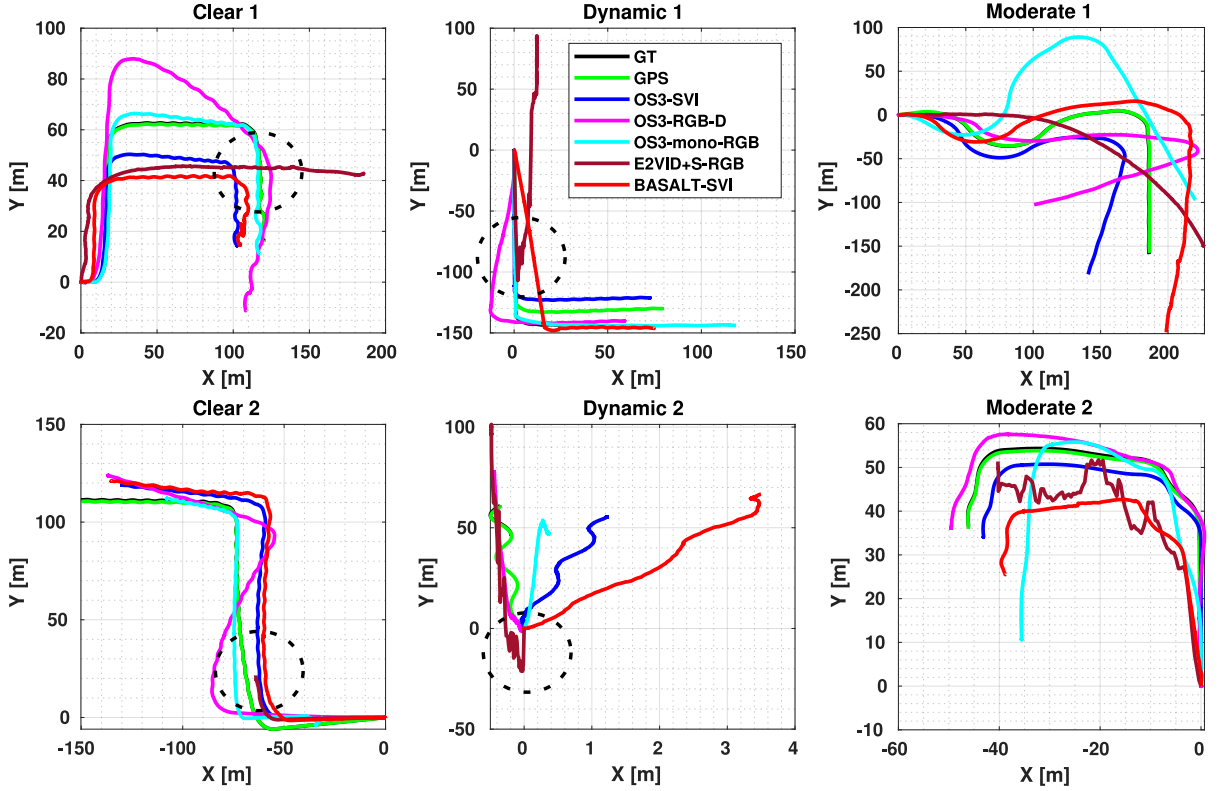 Clear 1
100
80
60
40
20
0
-20
0
50
100
150
200
Y [m]
X [m]
Dynamic 1
100
50
0
-50
-100
-150
0
50
100
150
Y [m]
X [m]
GT
GPS
OS3-SVI
OS3-RGB-D
OS3-mono-RGB
E2VID+S-RGB
BASALT-SVI
Moderate 1
100
50
0
-50
-100
-150
-200
-250
0
50
100
150
200
Y [m]
X [m]
Clear 2
150
100
50
0
-150
-100
-50
0
Y [m]
X [m]
Dynamic 2
100
50
0
-50
0
1
2
3
4
Y [m]
X [m]
Moderate 2
60
50
40
30
20
10
0
-10
-60
-40
-20
0
Y [m]
X [m]